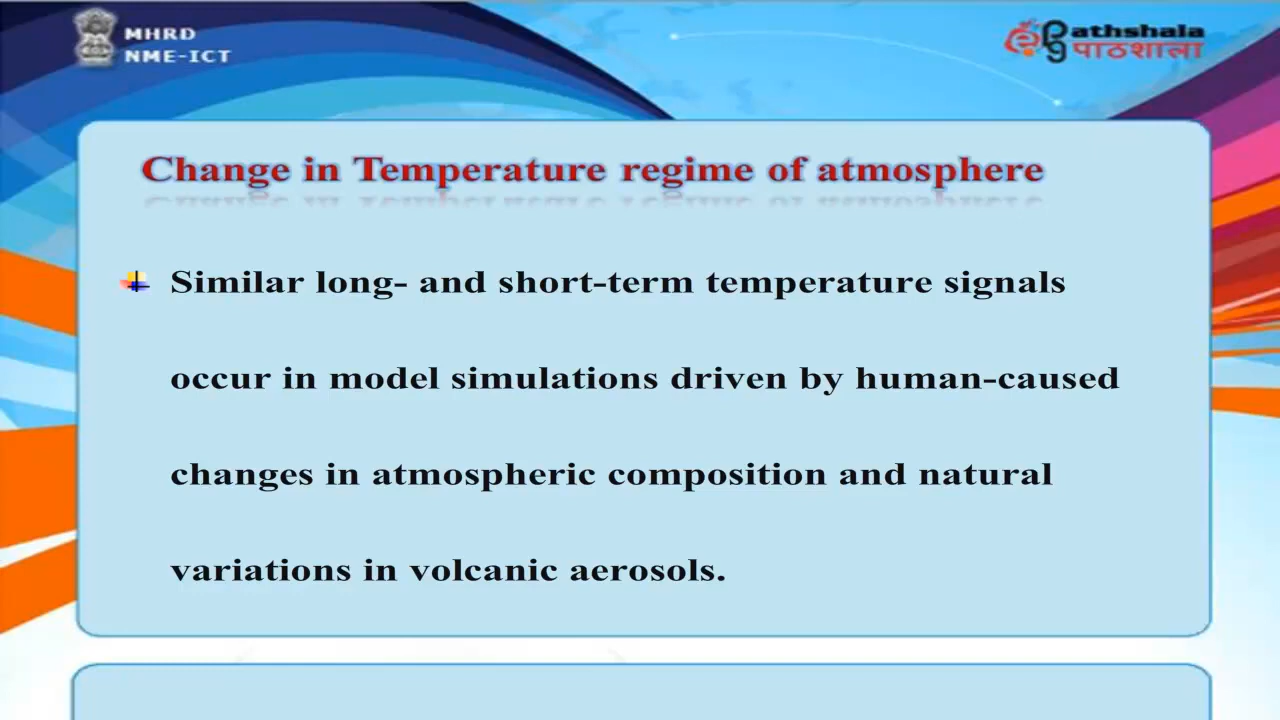 MHRD
NME-ICT
ePathshala
पाठशाला
Change in Temperature regime of atmosphere
Similar long- and short-term temperature signals
occur in model simulations driven by human-caused
changes in atmospheric composition and natural
variations in volcanic aerosols.